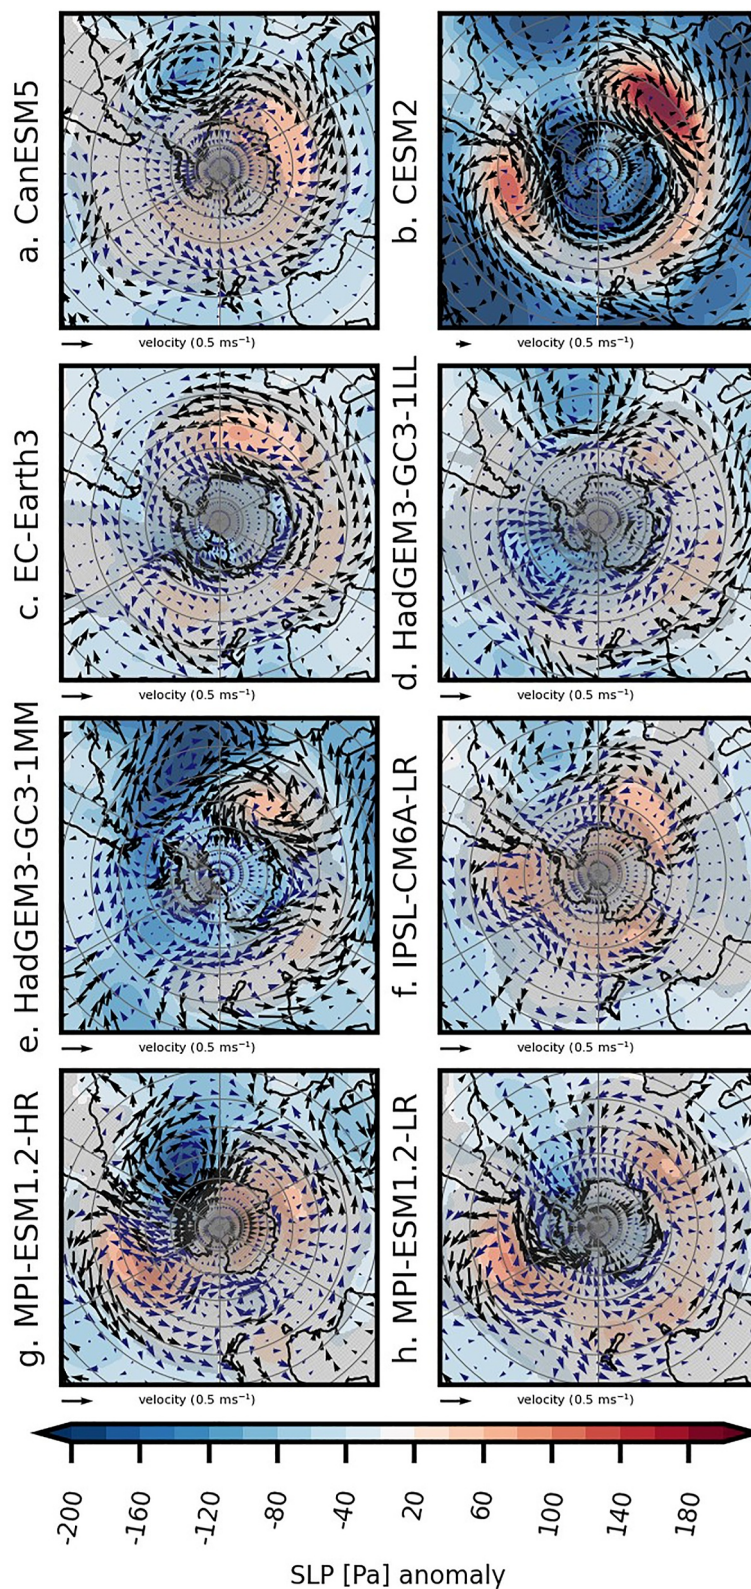 a. CanESM5
velocity (0.5 ms⁻¹)
b. CESM2
velocity (0.5 ms⁻¹)
c. EC-Earth3
velocity (0.5 ms⁻¹)
d. HadGEM3-GC3-1LL
velocity (0.5 ms⁻¹)
e. HadGEM3-GC3-1MM
velocity (0.5 ms⁻¹)
f. IPSL-CM6A-LR
velocity (0.5 ms⁻¹)
g. MPI-ESM1.2-HR
velocity (0.5 ms⁻¹)
h. MPI-ESM1.2-LR
velocity (0.5 ms⁻¹)
-200 -160 -120 -80 -40 20 60 100 140 180
SLP [Pa] anomaly